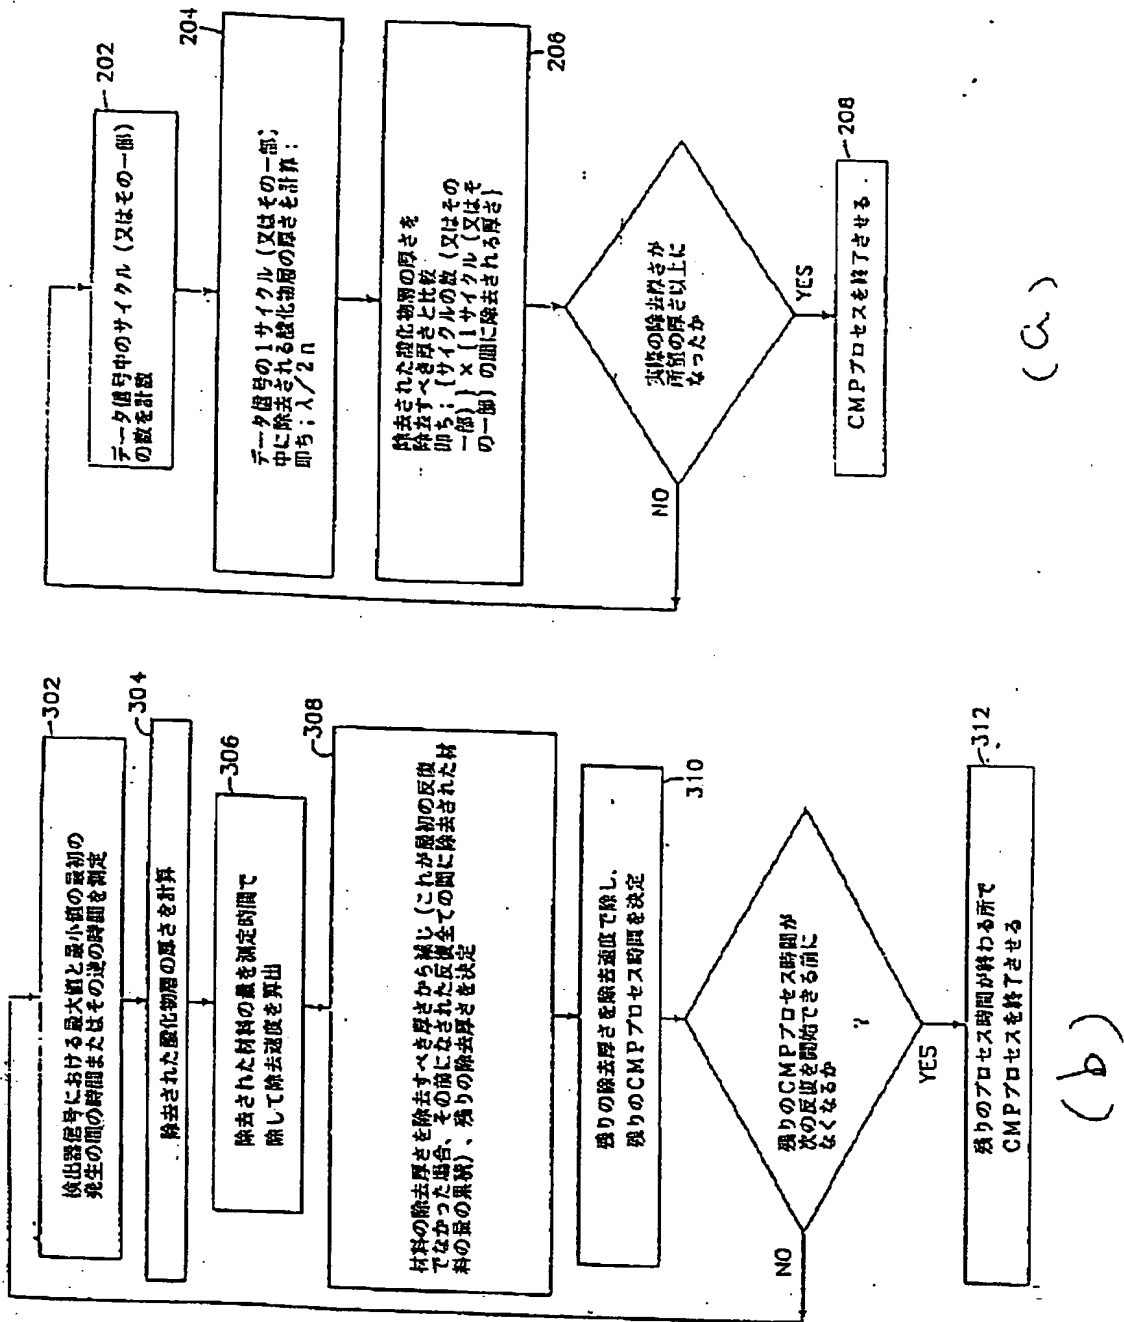 202
データ信号中のサイクル (又はその一部)
の数を計数
204
データ信号の1サイクル (又はその一部;
中に除去される酸化物層の厚さを計算:
即ち; λ/2n
206
除去された酸化物層の厚さを
除去すべき厚さと比較
即ち; {サイクルの数 (又はその
一部)} × {1サイクル (又はそ
の一部) の間に除去される厚さ}
実際の除去厚さが
所望の厚さ以上に
なったか
NO
YES
208
CMPプロセスを終了させる
(a)
302
検出器信号における最大値と最小値の最初の
発生の間の時間またはその逆の時間を測定
304
除去された酸化物層の厚さを計算
306
除去された材料の量を測定時間で
除して除去速度を算出
308
材料の除去厚さを除去すべき厚さから減じ (これが最初の反復
でなかった場合、その前になされた反復全ての間に除去された材
料の量の累積)、残りの除去厚さを決定
310
残りの除去厚さを除去速度で除し、
残りのCMPプロセス時間を決定
残りのCMPプロセス時間が
次の反復を開始できる前に
なくなるか
?
NO
YES
312
残りのプロセス時間が終わる所で
CMPプロセスを終了させる
(b)